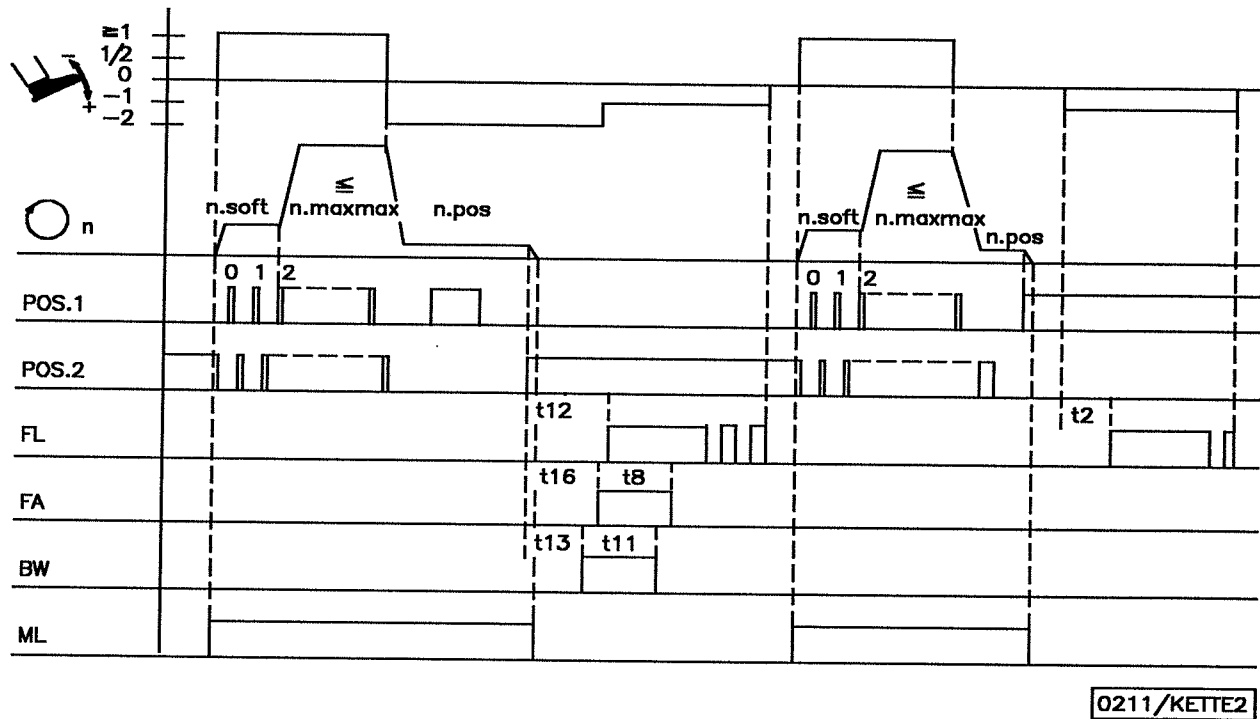 ≧1
1/2
0
-1
-2
-
+
n
n.soft
≦
n.maxmax
n.pos
n.soft
≦
n.maxmax
n.pos
POS.1
0 1 2
0 1 2
POS.2
FL
t12
t2
FA
t16
t8
BW
t13
t11
ML
0211/KETTE2